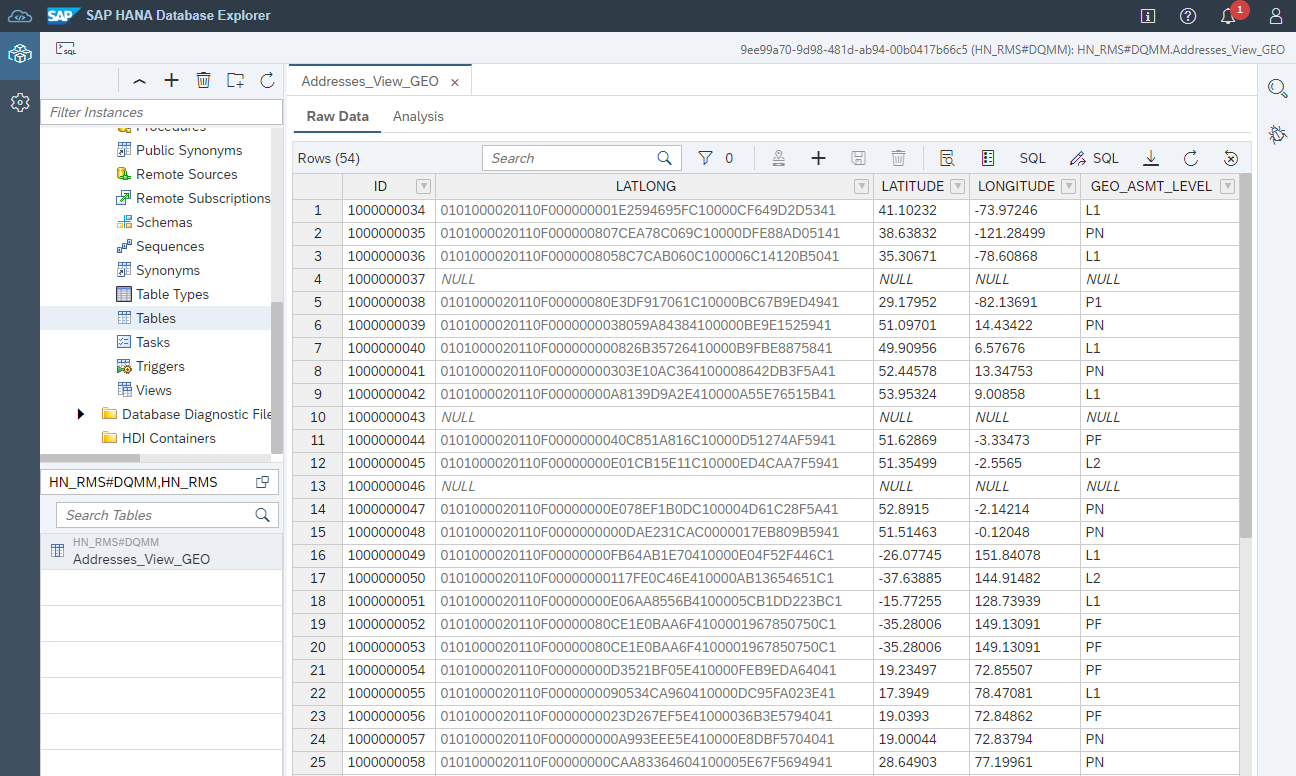 SAP SAP HANA Database Explorer 1
SQL
9ee99a70-9d98-481d-ab94-00b0417b66c5 (HN_RMS#DQMM): HN_RMS#DQMM.Addresses_View_GEO
Filter Instances
Procedures
Public Synonyms
Remote Sources
Remote Subscriptions
Schemas
Sequences
Synonyms
Table Types
Tables
Tasks
Triggers
Views
Database Diagnostic File
HDI Containers
HN_RMS#DQMM,HN_RMS
Search Tables
HN_RMS#DQMM
Addresses_View_GEO
Addresses_View_GEO ×
Raw Data Analysis
Rows (54) Search 0 SQL SQL
ID LATLONG LATITUDE LONGITUDE GEO_ASMT_LEVEL
1 1000000034 0101000020110F000000001E2594695FC10000CF649D2D5341 41.10232 -73.97246 L1
2 1000000035 0101000020110F000000807CEA78C069C10000DFE88AD05141 38.63832 -121.28499 PN
3 1000000036 0101000020110F0000008058C7CAB060C100006C14120B5041 35.30671 -78.60868 L1
4 1000000037 NULL NULL NULL NULL
5 1000000038 0101000020110F00000080E3DF917061C10000BC67B9ED4941 29.17952 -82.13691 P1
6 1000000039 0101000020110F0000000038059A84384100000BE9E1525941 51.09701 14.43422 PN
7 1000000040 0101000020110F000000000826B35726410000B9FBE8875841 49.90956 6.57676 L1
8 1000000041 0101000020110F00000000303E10AC364100008642DB3F5A41 52.44578 13.34753 PN
9 1000000042 0101000020110F00000000A8139D9A2E410000A55E76515B41 53.95324 9.00858 L1
10 1000000043 NULL NULL NULL NULL
11 1000000044 0101000020110F0000000040C851A816C10000D51274AF5941 51.62869 -3.33473 PF
12 1000000045 0101000020110F00000000E01CB15E11C10000ED4CAA7F5941 51.35499 -2.5565 L2
13 1000000046 NULL NULL NULL NULL
14 1000000047 0101000020110F00000000E078EF1B0DC100004D61C28F5A41 52.8915 -2.14214 PN
15 1000000048 0101000020110F000000000DAE231CAC0000017EB809B5941 51.51463 -0.12048 PN
16 1000000049 0101000020110F00000000FB64AB1E70410000E04F52F446C1 -26.07745 151.84078 L1
17 1000000050 0101000020110F00000000117FE0C46E410000AB13654651C1 -37.63885 144.91482 L2
18 1000000051 0101000020110F00000000E06AA8556B4100005CB1DD223BC1 -15.77255 128.73939 L1
19 1000000052 0101000020110F00000080CE1E0BAA6F4100001967850750C1 -35.28006 149.13091 PF
20 1000000053 0101000020110F00000080CE1E0BAA6F4100001967850750C1 -35.28006 149.13091 PF
21 1000000054 0101000020110F00000000D3521BF05E410000FEB9EDA64041 19.23497 72.85507 PF
22 1000000055 0101000020110F0000000090534CA960410000DC95FA023E41 17.3949 78.47081 L1
23 1000000056 0101000020110F0000000023D267EF5E41000036B3E5794041 19.0393 72.84862 PF
24 1000000057 0101000020110F000000000A993EEE5E410000E8DBF5704041 19.00044 72.83794 PN
25 1000000058 0101000020110F00000000CAA83364604100005E67F5694941 28.64903 77.19961 PN